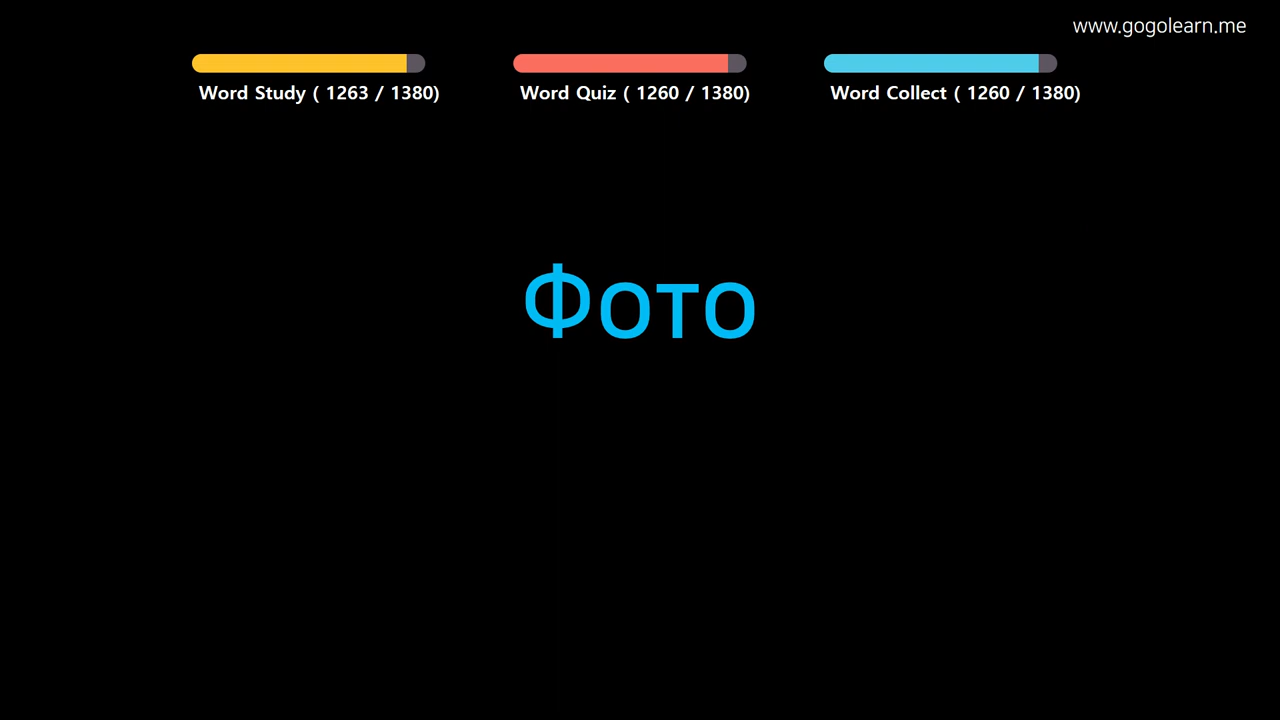 www.gogolearn.me
Word Study ( 1263 / 1380)
Word Quiz ( 1260 / 1380)
Word Collect ( 1260 / 1380)
Фото